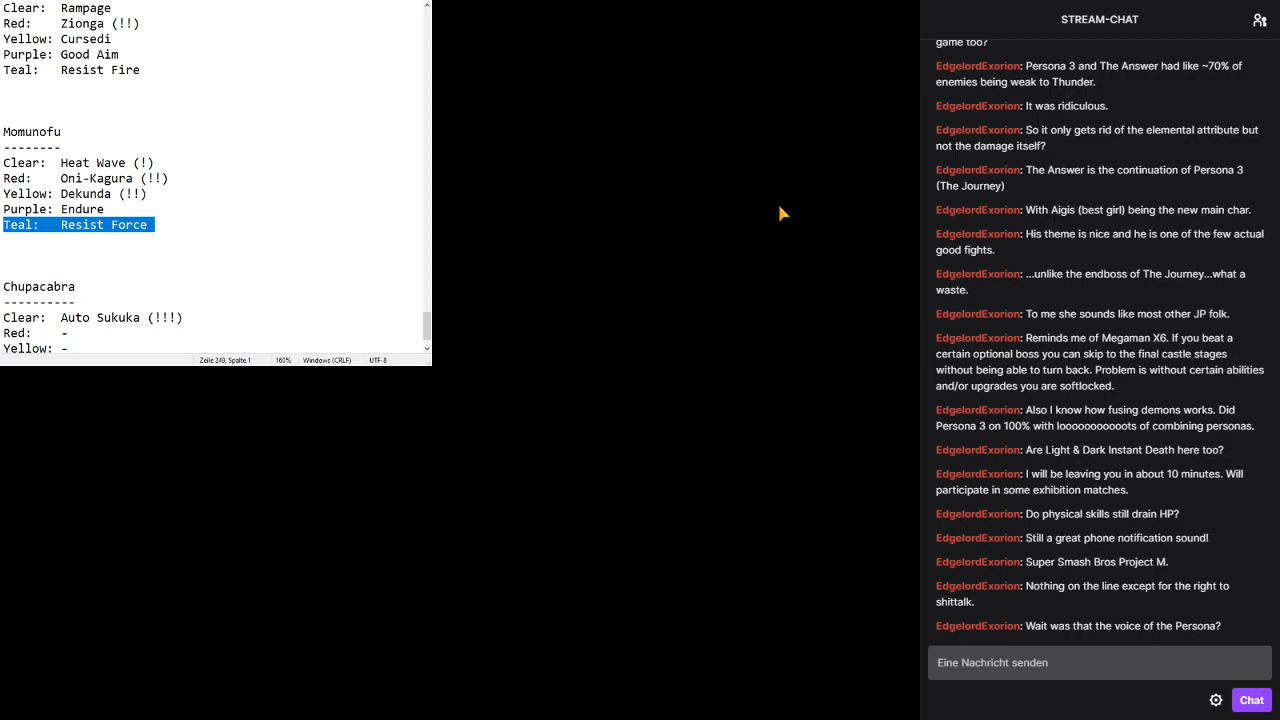 Clear:  Rampage
Red:    Zionga (!!)
Yellow: Cursedi
Purple: Good Aim
Teal:   Resist Fire
Momunofu
--------
Clear:  Heat Wave (!)
Red:    Oni-Kagura (!!)
Yellow: Dekunda (!!)
Purple: Endure
Teal:   Resist Force
Chupacabra
----------
Clear:  Auto Sukuka (!!!)
Red:    -
Yellow: -
Zeile 249, Spalte 1
160%
Windows (CRLF)
UTF-8
STREAM-CHAT
game too?
EdgelordExorion: Persona 3 and The Answer had like ~70% of
enemies being weak to Thunder.
EdgelordExorion: It was ridiculous.
EdgelordExorion: So it only gets rid of the elemental attribute but
not the damage itself?
EdgelordExorion: The Answer is the continuation of Persona 3
(The Journey)
EdgelordExorion: With Aigis (best girl) being the new main char.
EdgelordExorion: His theme is nice and he is one of the few actual
good fights.
EdgelordExorion: ...unlike the endboss of The Journey...what a
waste.
EdgelordExorion: To me she sounds like most other JP folk.
EdgelordExorion: Reminds me of Megaman X6. If you beat a
certain optional boss you can skip to the final castle stages
without being able to turn back. Problem is without certain abilities
and/or upgrades you are softlocked.
EdgelordExorion: Also I know how fusing demons works. Did
Persona 3 on 100% with looooooooooots of combining personas.
EdgelordExorion: Are Light & Dark Instant Death here too?
EdgelordExorion: I will be leaving you in about 10 minutes. Will
participate in some exhibition matches.
EdgelordExorion: Do physical skills still drain HP?
EdgelordExorion: Still a great phone notification sound!
EdgelordExorion: Super Smash Bros Project M.
EdgelordExorion: Nothing on the line except for the right to
shittalk.
EdgelordExorion: Wait was that the voice of the Persona?
Eine Nachricht senden
Chat